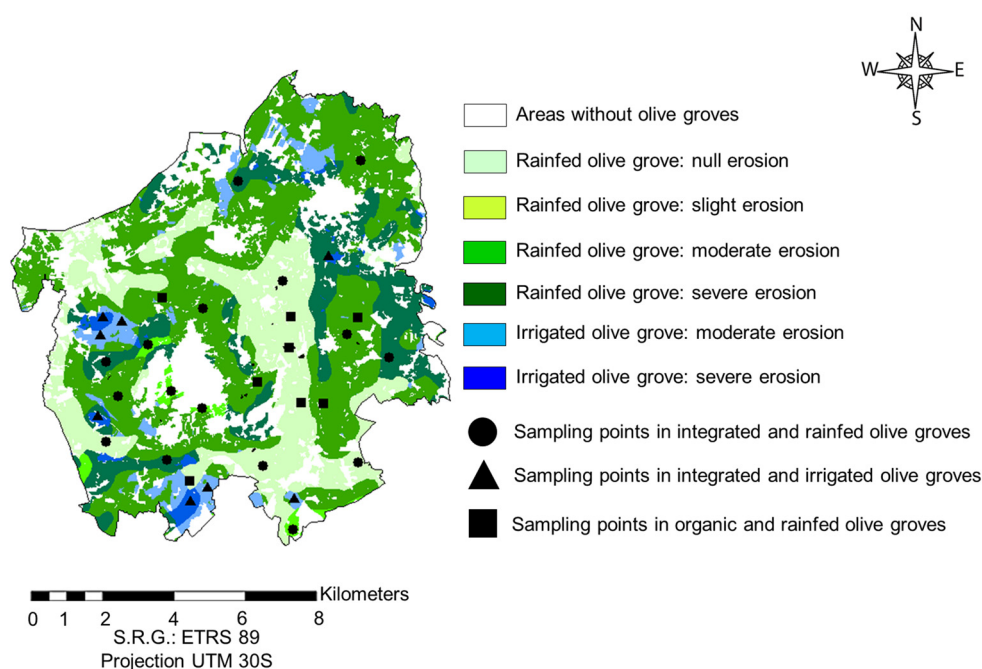 N
W E
S
Areas without olive groves
Rainfed olive grove: null erosion
Rainfed olive grove: slight erosion
Rainfed olive grove: moderate erosion
Rainfed olive grove: severe erosion
Irrigated olive grove: moderate erosion
Irrigated olive grove: severe erosion
Sampling points in integrated and rainfed olive groves
Sampling points in integrated and irrigated olive groves
Sampling points in organic and rainfed olive groves
Kilometers
0 1 2 4 6 8
S.R.G.: ETRS 89
Projection UTM 30S